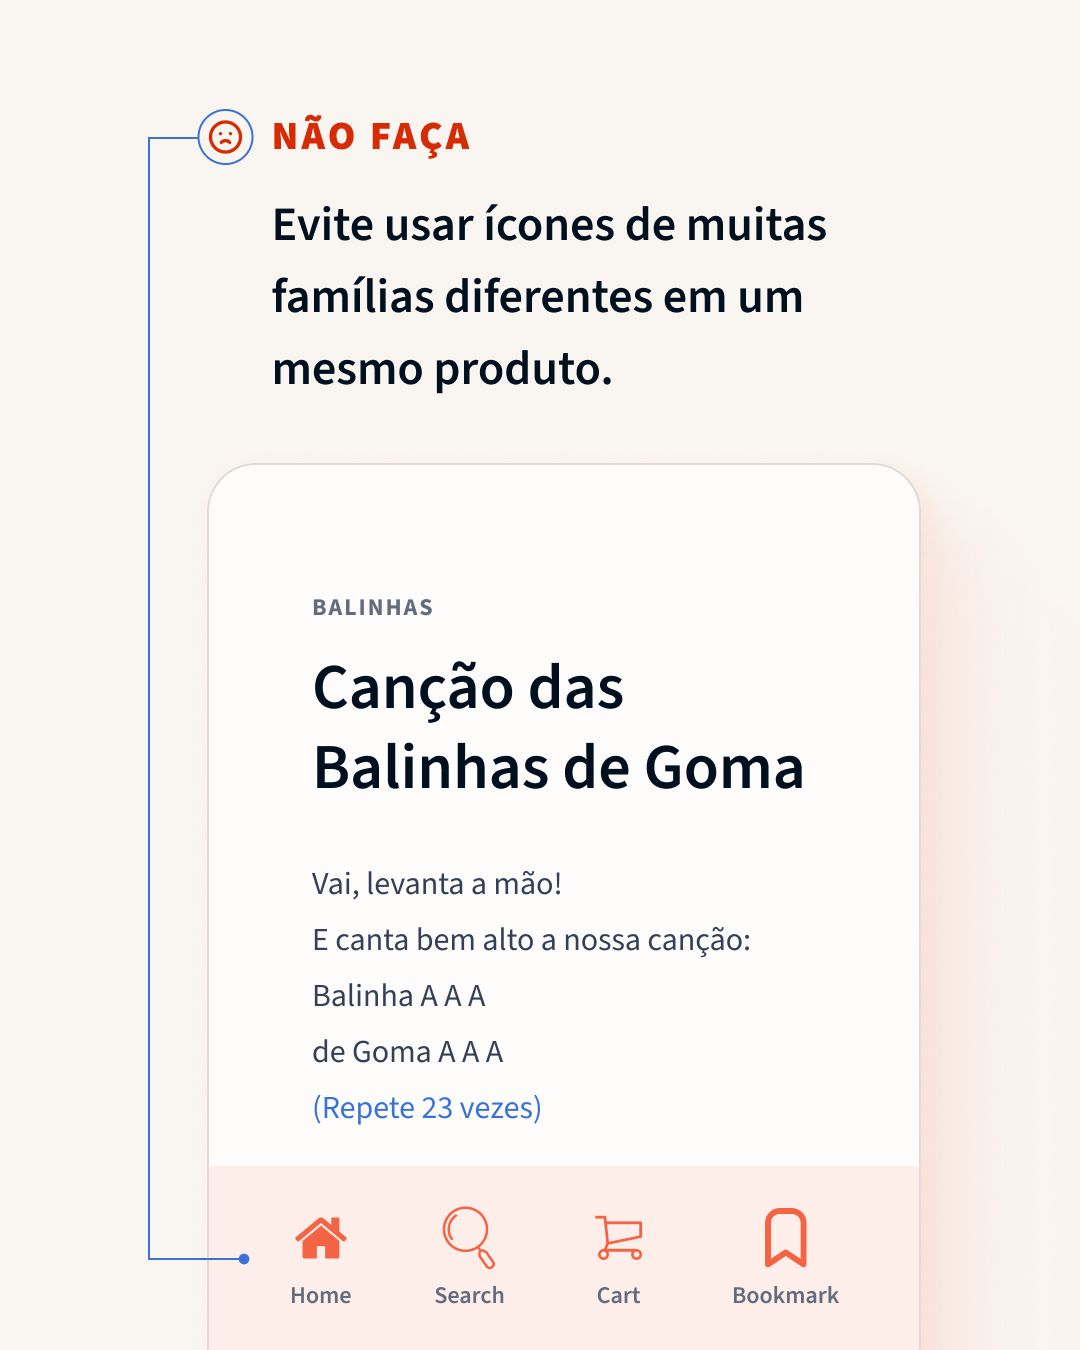 NÃO FAÇA
Evite usar ícones de muitas
famílias diferentes em um
mesmo produto.
BALINHAS
Canção das
Balinhas de Goma
Vai, levanta a mão!
E canta bem alto a nossa canção:
Balinha A A A
de Goma A A A
(Repete 23 vezes)
Home Search Cart Bookmark